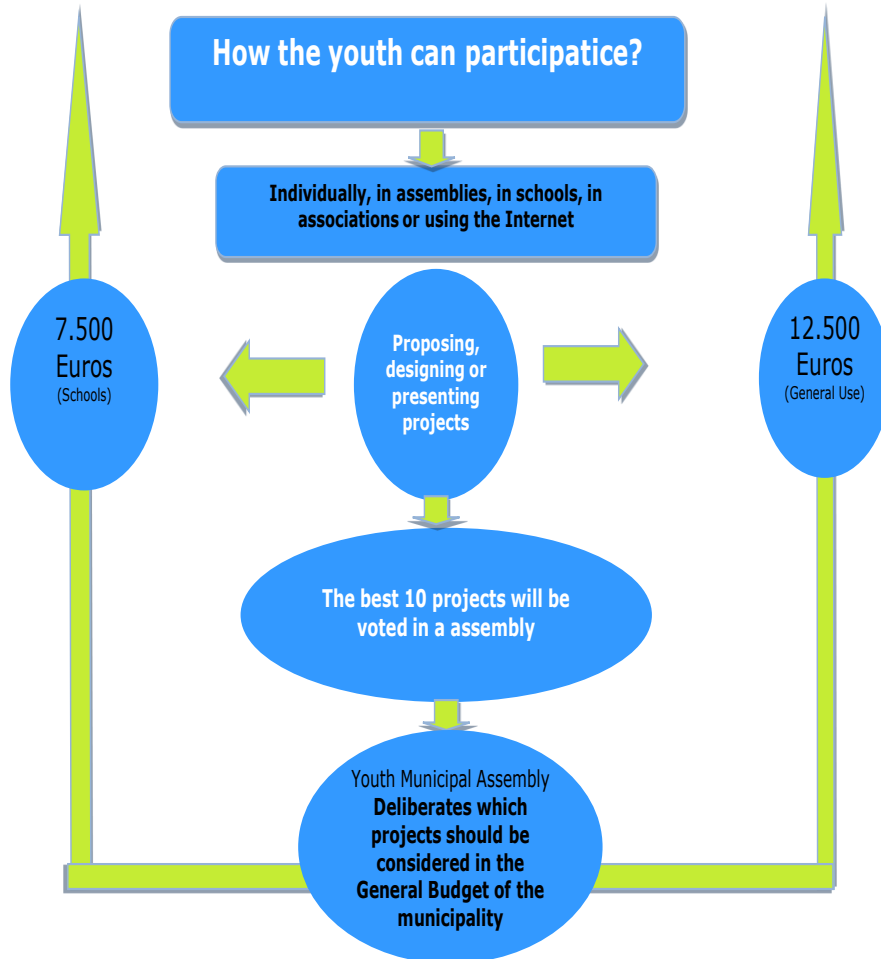 How the youth can participatice?
Individually, in assemblies, in schools, in
associations or using the Internet
7.500
Euros
(Schools)
Proposing,
designing or
presenting
projects
12.500
Euros
(General Use)
The best 10 projects will be
voted in a assembly
Youth Municipal Assembly
Deliberates which
projects should be
considered in the
General Budget of the
municipality